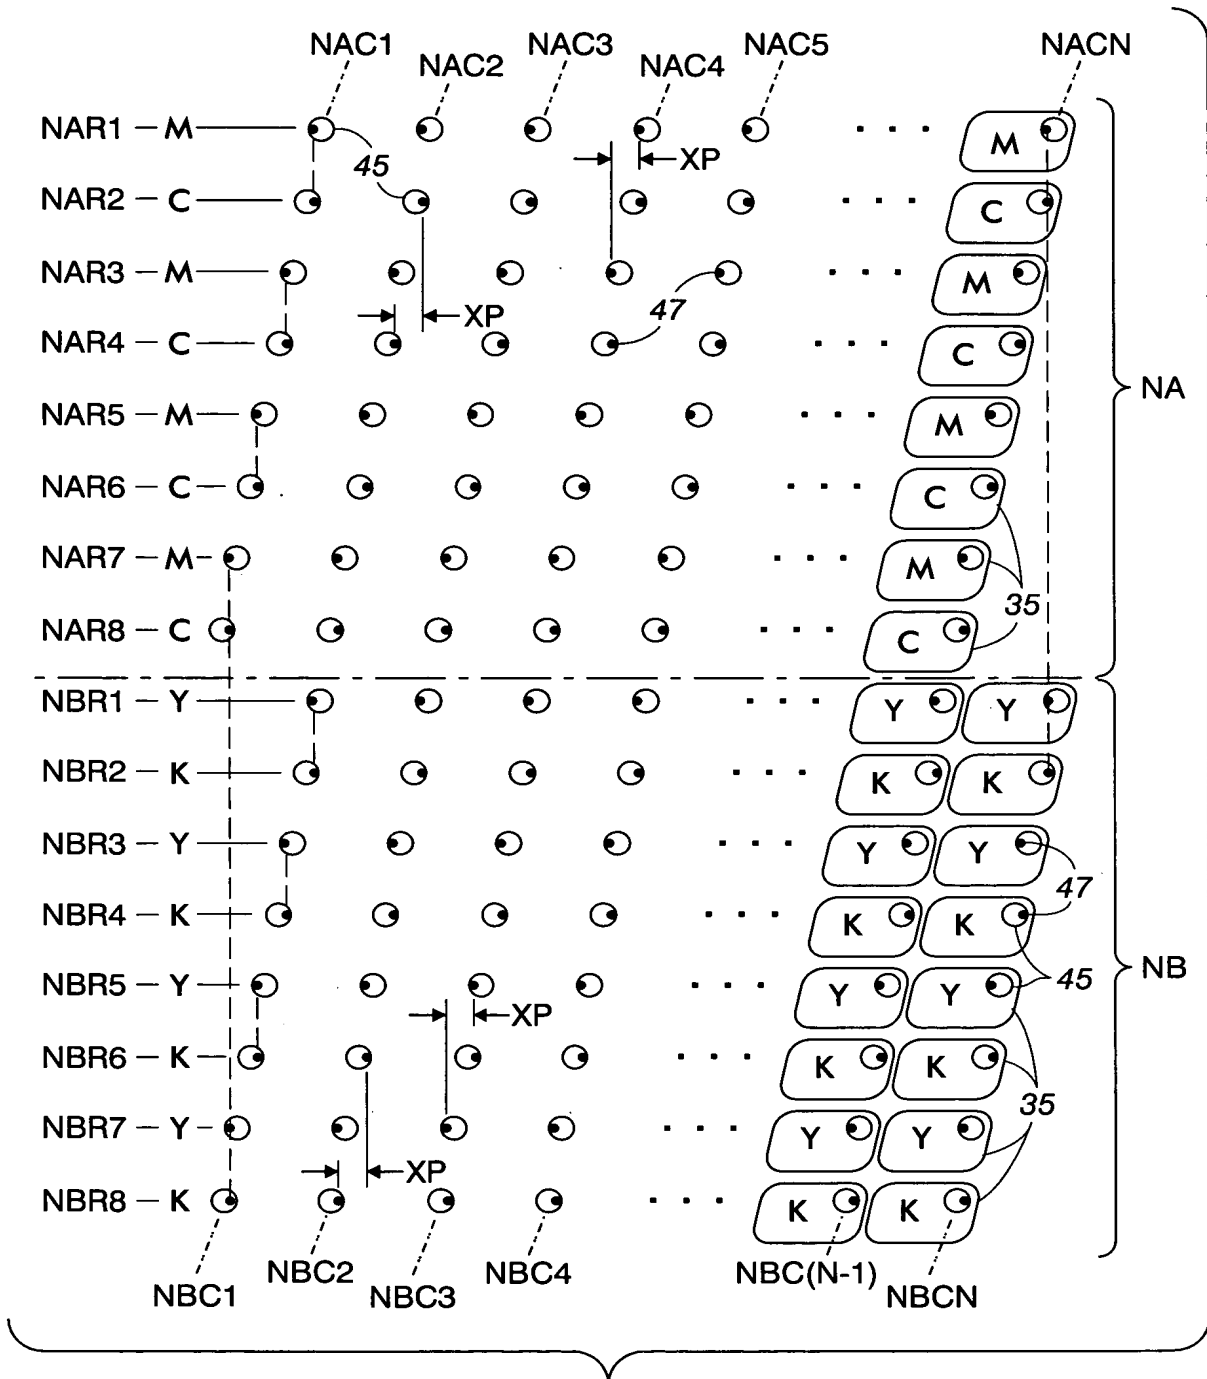 NAC1 NAC2 NAC3 NAC4 NAC5 NACN
NAR1 — M M
45 XP
NAR2 — C C
NAR3 — M M
47
XP
NAR4 — C C
NA
NAR5 — M M
NAR6 — C C
NAR7 — M M
35
NAR8 — C C
NBR1 — Y Y Y
NBR2 — K K K
NBR3 — Y Y Y
47
NBR4 — K K K
NB
45
NBR5 — Y Y Y
XP
NBR6 — K K K
35
NBR7 — Y Y Y
XP
NBR8 — K K K
NBC1 NBC2 NBC3 NBC4 NBC(N-1) NBCN